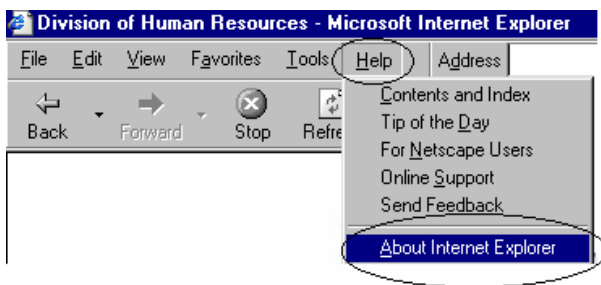 Division of Human Resources - Microsoft Internet Explorer
File Edit View Favorites Tools Help Address
Back Forward Stop Refre
Contents and Index
Tip of the Day
For Netscape Users
Online Support
Send Feedback
About Internet Explorer